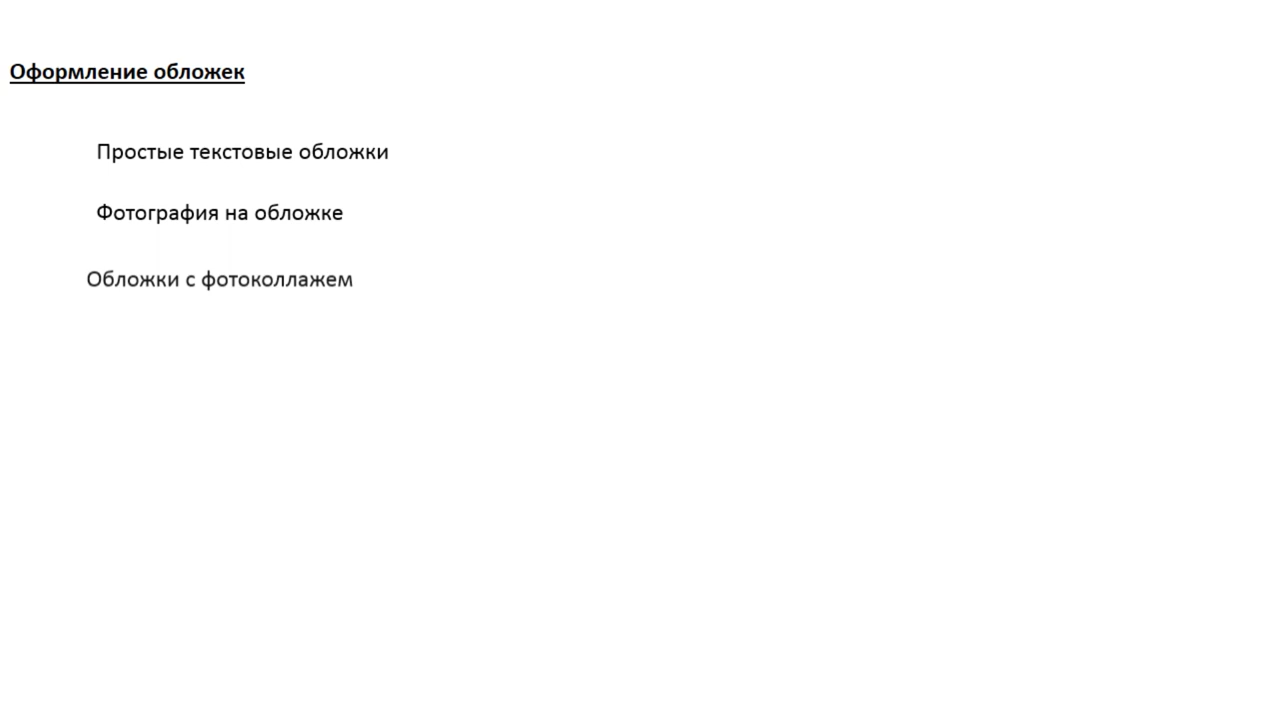 Оформление обложек
Простые текстовые обложки
Фотография на обложке
Обложки с фотоколлажем